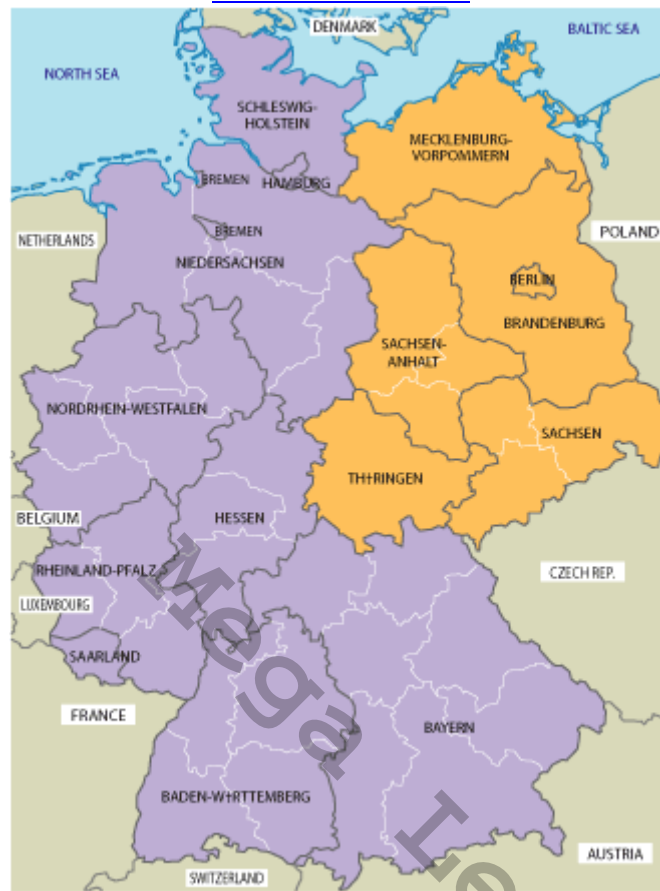 DENMARK
BALTIC SEA
NORTH SEA
SCHLESWIG-
HOLSTEIN
MECKLENBURG-
VORPOMMERN
BREMEN
HAMBURG
BREMEN
NETHERLANDS
POLAND
NIEDERSACHSEN
BERLIN
BRANDENBURG
SACHSEN-
ANHALT
NORDRHEIN-WESTFALEN
SACHSEN
TH†RINGEN
BELGIUM
HESSEN
RHEINLAND-PFALZ
CZECH REP.
LUXEMBOURG
SAARLAND
FRANCE
BAYERN
BADEN-W†RTTEMBERG
AUSTRIA
SWITZERLAND
Mega Le